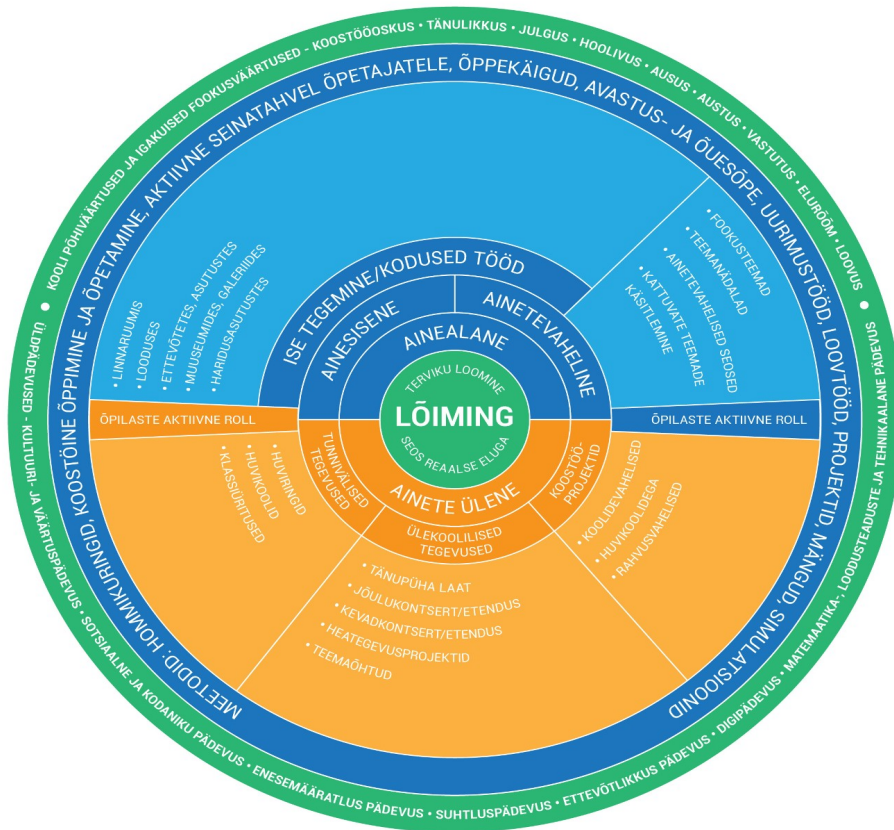 KOOLI PÕHIVÄÄRTUSED JA IGAKUISED FOOKUSVÄÄRTUSED - KOOSTÖÖOSKUS • TÄNULIKKUS • JULGUS • HOOLIVUS • AUSUS • AUSTUS • VASTUTUS • ELURÕÕM • LOOVUS •
ÜLDPÄDEVUSED - KULTUURI- JA VÄÄRTUSPÄDEVUS • SOTSIAALNE JA KODANIKU PÄDEVUS • ENESEMÄÄRATLUS PÄDEVUS • SUHTLUSPÄDEVUS • ETTEVÕTLIKKUS PÄDEVUS • DIGIPÄDEVUS • MATEMAATIKA-, LOODUSTEADUSTE JA TEHNIKAALANE PÄDEVUS
MEETODID: HOMMIKURINGID, KOOSTÖINE ÕPPIMINE JA ÕPETAMINE, AKTIIVNE SEINATAHVEL ÕPETAJATELE, ÕPPEKÄIGUD, AVASTUS- JA ÕUESÕPE, UURIMUSTÖÖD, LOOVTÖÖD, PROJEKTID, MÄNGUD, SIMULATSIOONID
ISE TEGEMINE/KODUSED TÖÖD
• LINNARUUMIS
• LOODUSES
• ETTEVÕTETES, ASUTUSTES
• MUUSEUMIDES, GALERIIDES
• HARIDUSASUTUSTES
AINESISENE
AINETEVAHELINE
• FOOKUSTEEMAD
• TEEMANÄDALAD
• AINETEVAHELISED SEOSED
• KATTUVATE TEEMADE
KÄSITLEMINE
AINEALANE
TERVIKU LOOMINE
LÕIMING
SEOS REAALSE ELUGA
ÕPILASTE AKTIIVNE ROLL
ÕPILASTE AKTIIVNE ROLL
AINETE ÜLENE
TUNNIVÄLISED
TEGEVUSED
• HUVIRINGID
• HUVIKOOLID
• KLASSIÜRITUSED
ÜLEKOOLILISED
TEGEVUSED
• TÄNUPÜHA LAAT
• JÕULUKONTSERT/ETENDUS
• KEVADKONTSERT/ETENDUS
• HEATEGEVUSPROJEKTID
• TEEMAÕHTUD
KOOSTÖÖ-
PROJEKTID
• KOOLIDEVAHELISED
• HUVIKOOLIDEGA
• RAHVUSVAHELISED